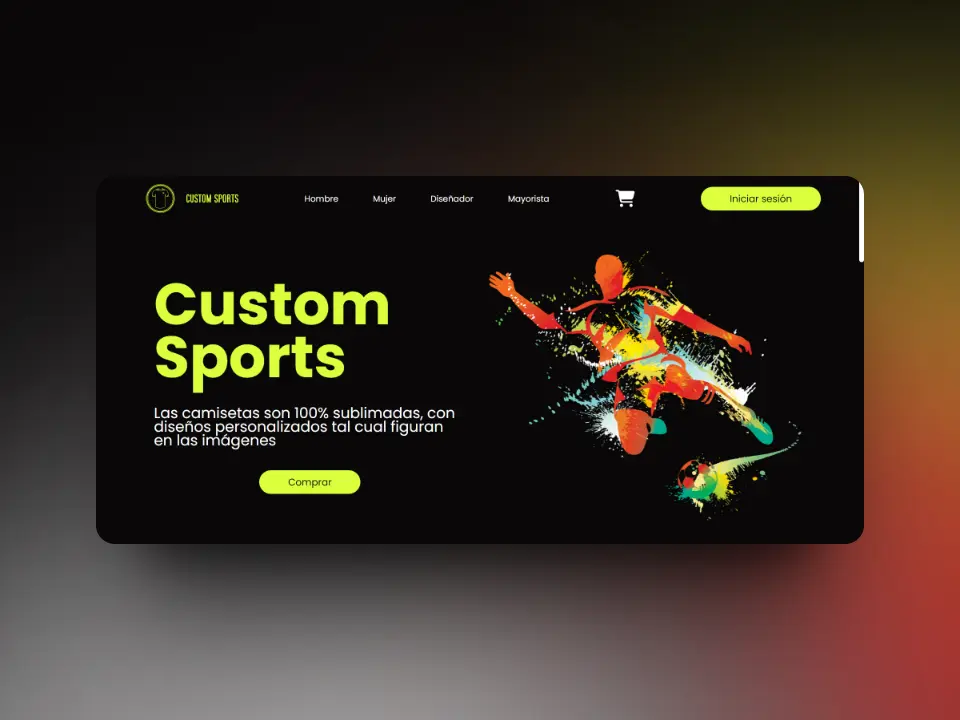 CUSTOM SPORTS
Hombre
Mujer
Diseñador
Mayorista
Iniciar sesión
Custom
Sports
Las camisetas son 100% sublimadas, con
diseños personalizados tal cual figuran
en las imágenes
Comprar